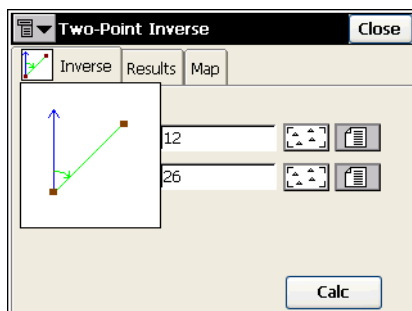 Two-Point Inverse Close
Inverse Results Map
12
26
Calc